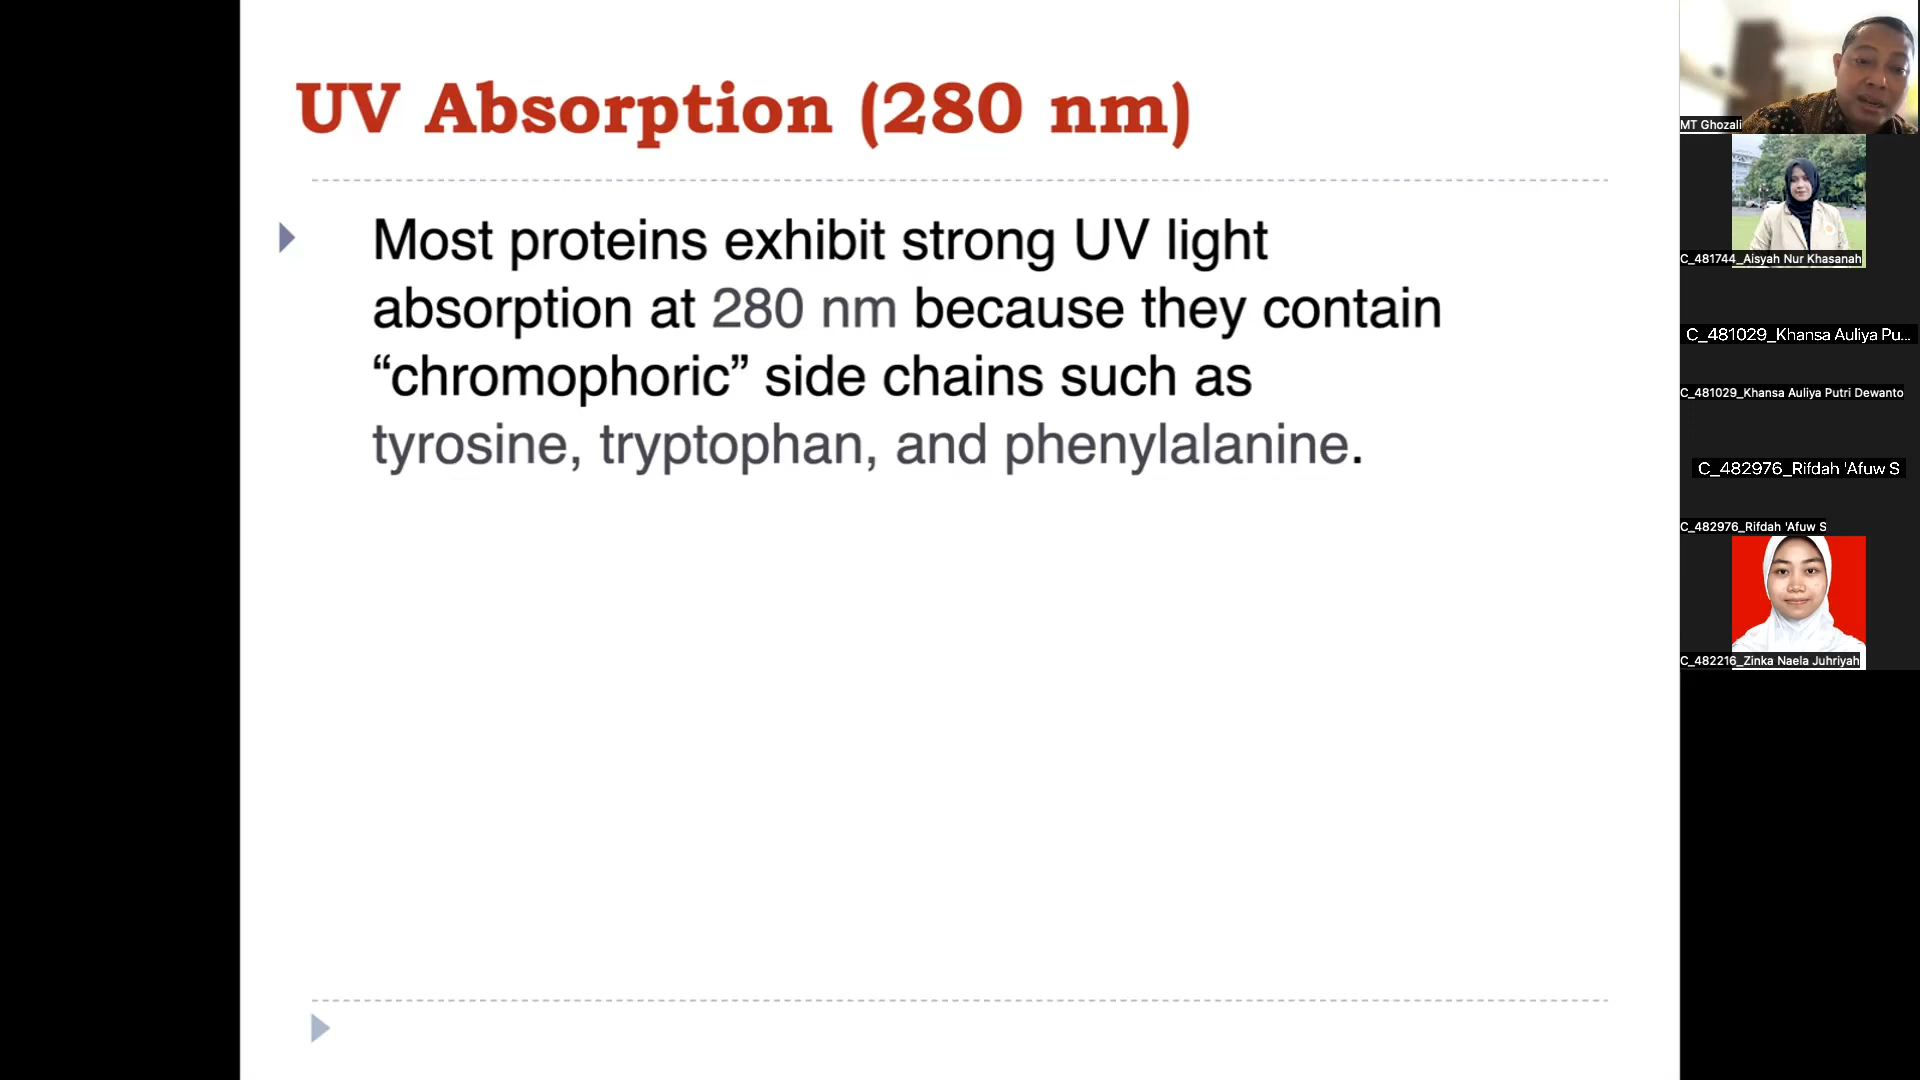 UV Absorption (280 nm)
Most proteins exhibit strong UV light
absorption at 280 nm because they contain
“chromophoric” side chains such as
tyrosine, tryptophan, and phenylalanine.
MT Ghozali
C_481744_Aisyah Nur Khasanah
C_481029_Khansa Auliya Pu...
C_481029_Khansa Auliya Putri Dewanto
C_482976_Rifdah 'Afuw S
C_482976_Rifdah 'Afuw S
C_482216_Zinka Naela Juhriyah